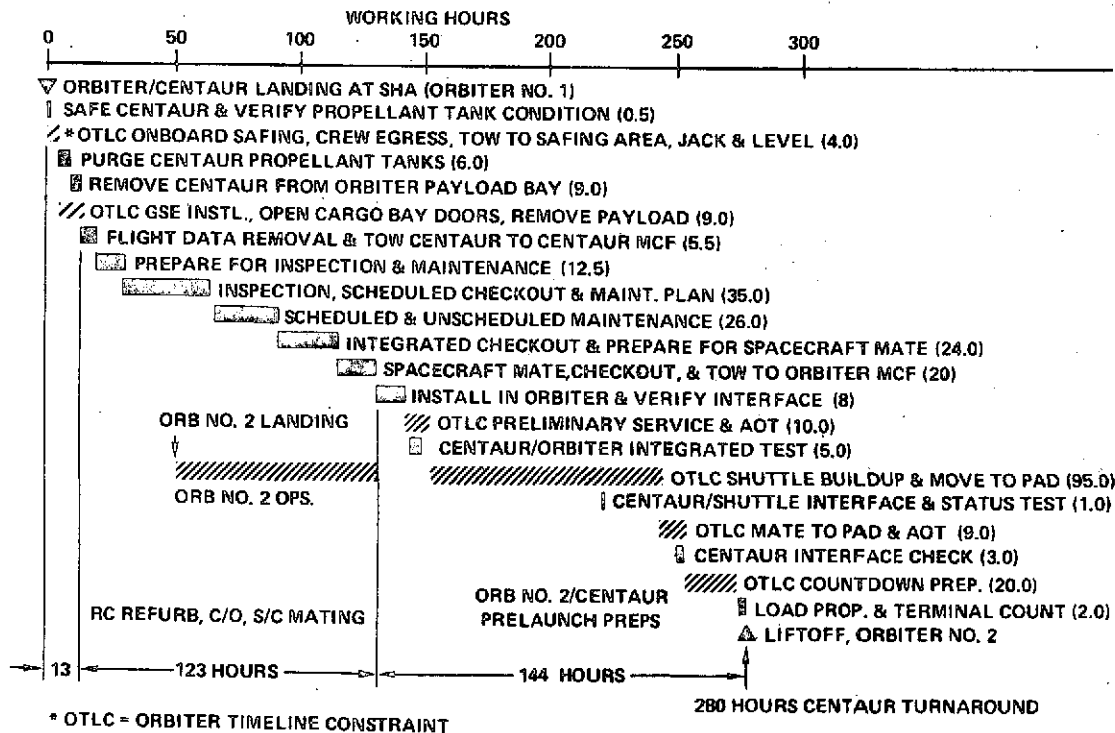 WORKING HOURS
0 50 100 150 200 250 300
ORBITER/CENTAUR LANDING AT SHA (ORBITER NO. 1)
SAFE CENTAUR & VERIFY PROPELLANT TANK CONDITION (0.5)
*OTLC ONBOARD SAFING, CREW EGRESS, TOW TO SAFING AREA, JACK & LEVEL (4.0)
PURGE CENTAUR PROPELLANT TANKS (6.0)
REMOVE CENTAUR FROM ORBITER PAYLOAD BAY (9.0)
OTLC GSE INSTL., OPEN CARGO BAY DOORS, REMOVE PAYLOAD (9.0)
FLIGHT DATA REMOVAL & TOW CENTAUR TO CENTAUR MCF (5.5)
PREPARE FOR INSPECTION & MAINTENANCE (12.5)
INSPECTION, SCHEDULED CHECKOUT & MAINT. PLAN (35.0)
SCHEDULED & UNSCHEDULED MAINTENANCE (26.0)
INTEGRATED CHECKOUT & PREPARE FOR SPACECRAFT MATE (24.0)
SPACECRAFT MATE,CHECKOUT, & TOW TO ORBITER MCF (20)
INSTALL IN ORBITER & VERIFY INTERFACE (8)
ORB NO. 2 LANDING
OTLC PRELIMINARY SERVICE & AOT (10.0)
CENTAUR/ORBITER INTEGRATED TEST (5.0)
OTLC SHUTTLE BUILDUP & MOVE TO PAD (95.0)
ORB NO. 2 OPS.
CENTAUR/SHUTTLE INTERFACE & STATUS TEST (1.0)
OTLC MATE TO PAD & AOT (9.0)
CENTAUR INTERFACE CHECK (3.0)
OTLC COUNTDOWN PREP. (20.0)
RC REFURB, C/O, S/C MATING
ORB NO. 2/CENTAUR
PRELAUNCH PREPS
LOAD PROP. & TERMINAL COUNT (2.0)
LIFTOFF, ORBITER NO. 2
13 123 HOURS 144 HOURS
280 HOURS CENTAUR TURNAROUND
* OTLC = ORBITER TIMELINE CONSTRAINT